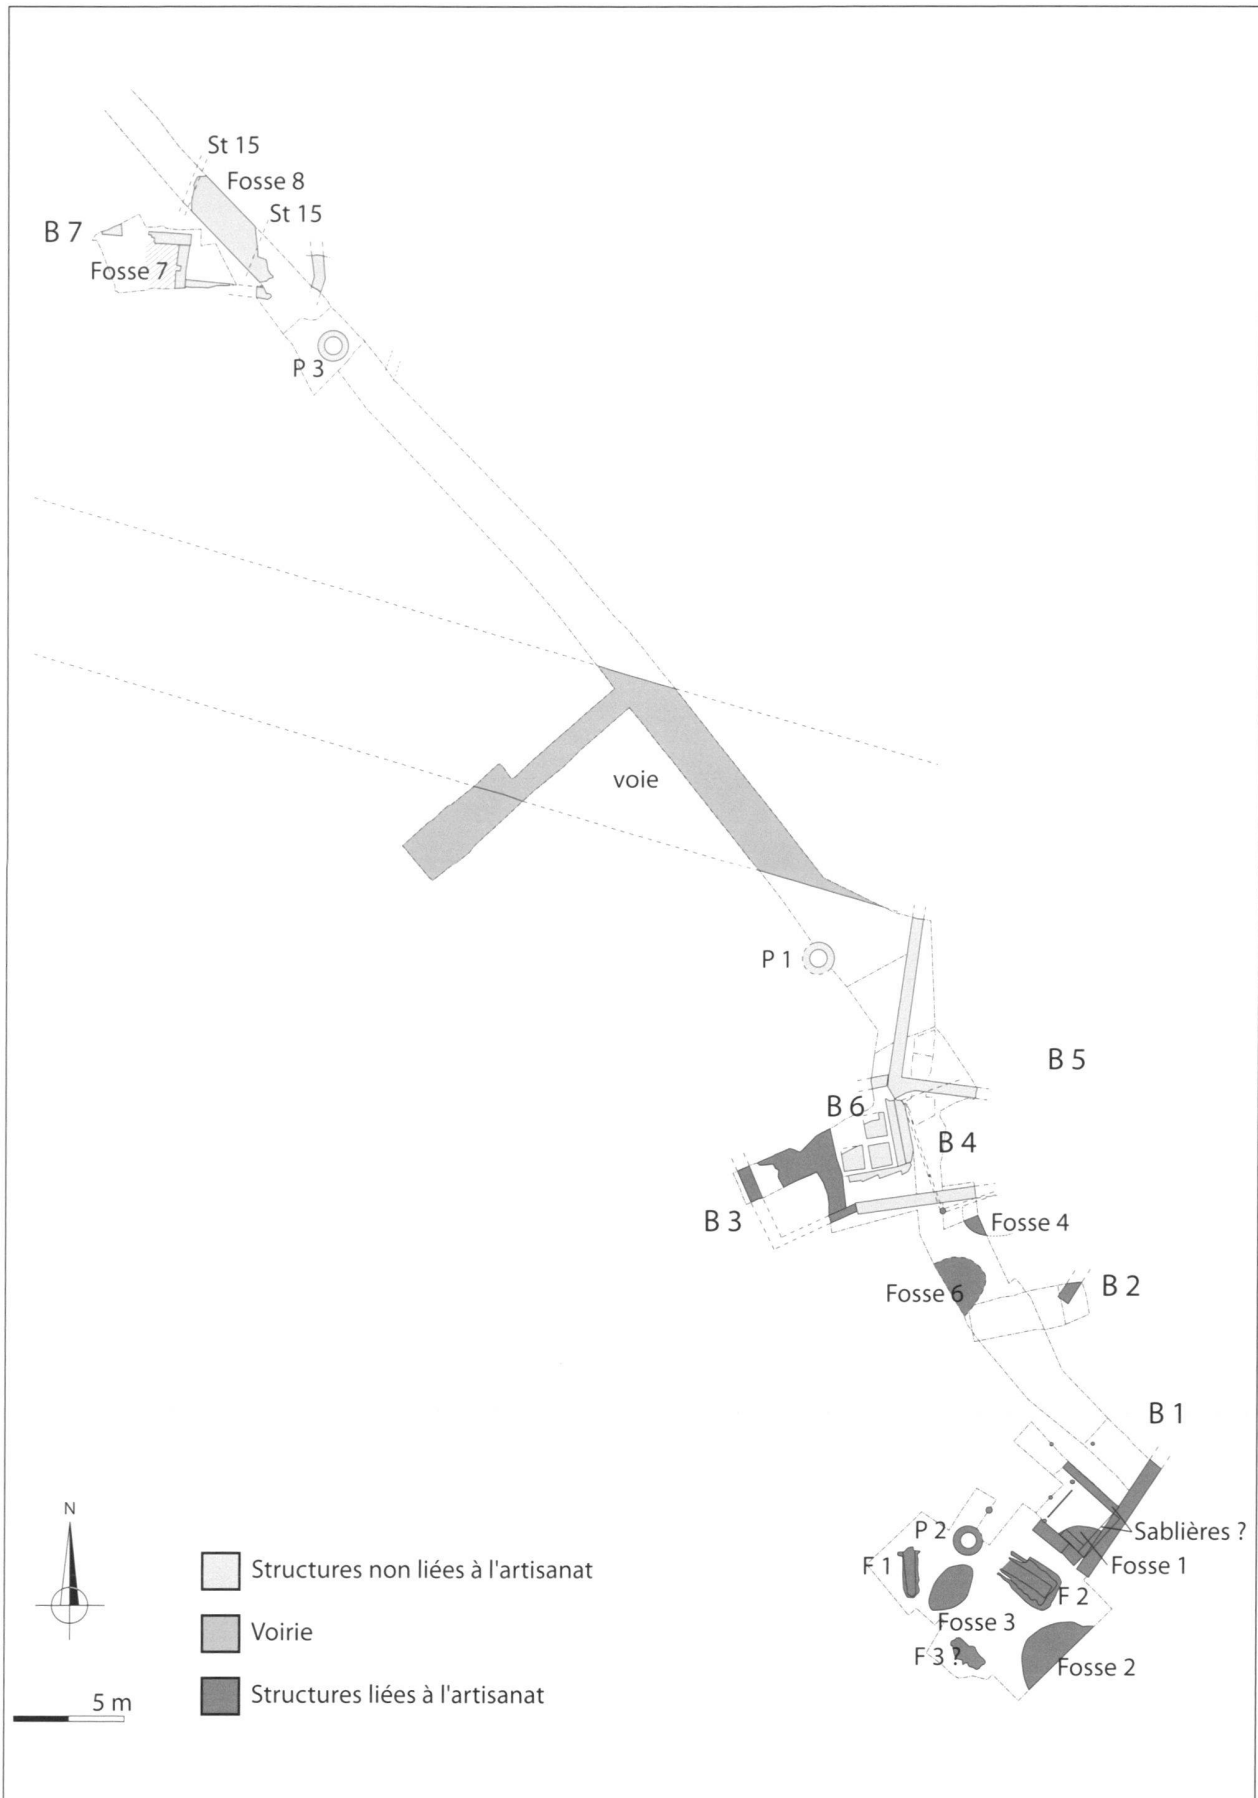 St 15
Fosse 8
St 15
B 7
Fosse 7
P 3
voie
P 1
B 5
B 6
B 4
B 3
Fosse 4
Fosse 6
B 2
B 1
N
P 2
Sablières ?
F 1
Fosse 1
F 2
Fosse 3
F 3 ?
Fosse 2
Structures non liées à l'artisanat
Voirie
Structures liées à l'artisanat
5 m